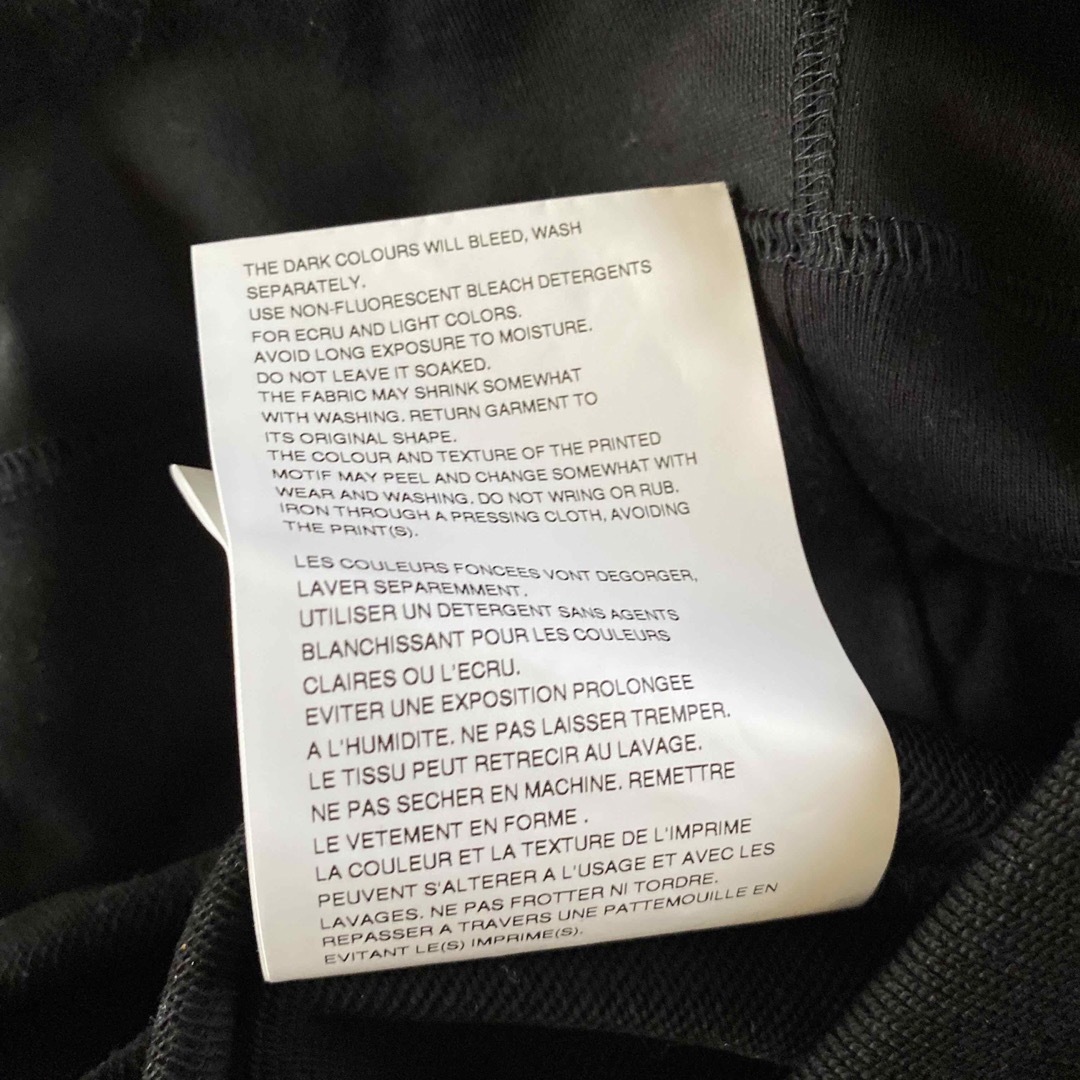 THE DARK COLOURS WILL BLEED, WASH
SEPARATELY.
USE NON-FLUORESCENT BLEACH DETERGENTS
FOR ECRU AND LIGHT COLORS.
AVOID LONG EXPOSURE TO MOISTURE.
DO NOT LEAVE IT SOAKED.
THE FABRIC MAY SHRINK SOMEWHAT
WITH WASHING. RETURN GARMENT TO
ITS ORIGINAL SHAPE.
THE COLOUR AND TEXTURE OF THE PRINTED
MOTIF MAY PEEL AND CHANGE SOMEWHAT WITH
WEAR AND WASHING. DO NOT WRING OR RUB.
IRON THROUGH A PRESSING CLOTH, AVOIDING
THE PRINT(S).
LES COULEURS FONCEES VONT DEGORGER,
LAVER SEPAREMMENT.
UTILISER UN DETERGENT SANS AGENTS
BLANCHISSANT POUR LES COULEURS
CLAIRES OU L'ECRU.
EVITER UNE EXPOSITION PROLONGEE
A L'HUMIDITE. NE PAS LAISSER TREMPER.
LE TISSU PEUT RETRECIR AU LAVAGE.
NE PAS SECHER EN MACHINE. REMETTRE
LE VETEMENT EN FORME .
LA COULEUR ET LA TEXTURE DE L'IMPRIME
PEUVENT S'ALTERER A L'USAGE ET AVEC LES
LAVAGES. NE PAS FROTTER NI TORDRE.
REPASSER A TRAVERS UNE PATTEMOUILLE EN
EVITANT LE(S) IMPRIME(S).